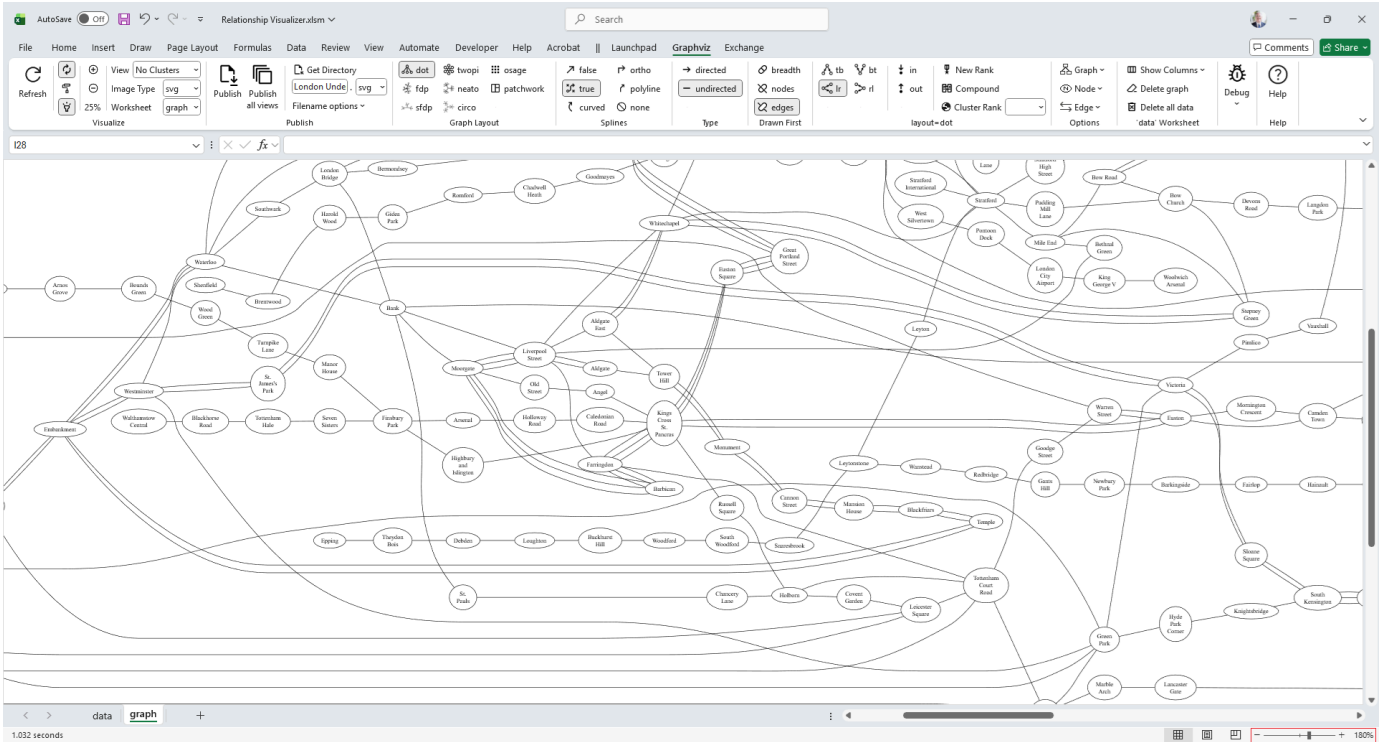 AutoSave Off Relationship Visualizer.xlsm Search
File Home Insert Draw Page Layout Formulas Data Review View Automate Developer Help Acrobat || Launchpad Graphviz Exchange Comments Share
Refresh
View No Clusters
Image Type svg
25% Worksheet graph
Visualize
Publish
Publish all views
Get Directory
London Unde . svg
Filename options
Publish
dot twopi osage
fdp neato patchwork
sfdp circo
Graph Layout
false ortho
true polyline
curved none
Splines
directed
undirected
Type
breadth
nodes
edges
Drawn First
tb bt
lr rl
in
out
New Rank
Compound
Cluster Rank
layout=dot
Graph
Node
Edge
Options
Show Columns
Delete graph
Delete all data
'data' Worksheet
Debug
Help
Help
I28 fx
London
Bridge
Bermondsey
Goodmayes
Chadwell
Heath
Romford
Southwark
Harold
Wood
Gidea
Park
Whitechapel
Stratford
International
Lane
High
Street
Bow Road
Stratford
Pudding
Mill
Lane
Bow
Church
Devons
Road
Langdon
Park
West
Silvertown
Pontoon
Dock
Mile End
Bethnal
Green
Waterloo
Great
Portland
Street
Euston
Square
London
City
Airport
King
George V
Woolwich
Arsenal
Arnos
Grove
Bounds
Green
Shenfield
Brentwood
Wood
Green
Bank
Aldgate
East
Leyton
Stepney
Green
Vauxhall
Pimlico
Turnpike
Lane
Manor
House
Liverpool
Street
Moorgate
Aldgate
Tower
Hill
St.
James's
Park
Westminster
Old
Street
Angel
Victoria
Embankment
Walthamstow
Central
Blackhorse
Road
Tottenham
Hale
Seven
Sisters
Finsbury
Park
Arsenal
Holloway
Road
Caledonian
Road
Kings
Cross
St.
Pancras
Warren
Street
Euston
Mornington
Crescent
Camden
Town
Monument
Goodge
Street
Highbury
and
Islington
Farringdon
Barbican
Leytonstone
Wanstead
Redbridge
Gants
Hill
Newbury
Park
Barkingside
Fairlop
Hainault
Russell
Square
Cannon
Street
Mansion
House
Blackfriars
Temple
Epping
Theydon
Bois
Debden
Loughton
Buckhurst
Hill
Woodford
South
Woodford
Snaresbrook
Sloane
Square
St.
Pauls
Chancery
Lane
Holborn
Covent
Garden
Leicester
Square
Tottenham
Court
Road
South
Kensington
Knightsbridge
Hyde
Park
Corner
Green
Park
Marble
Arch
Lancaster
Gate
data graph
1.032 seconds 180%